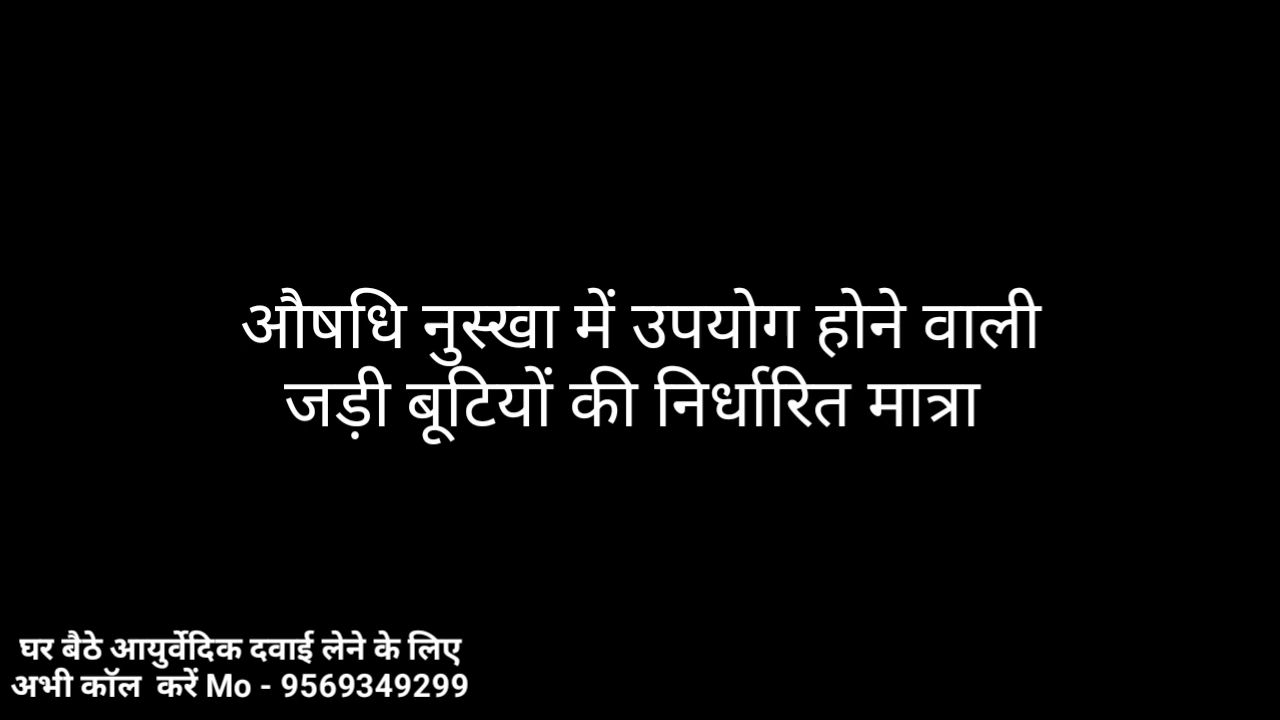 औषधि नुस्खा में उपयोग होने वाली
जड़ी बूटियों की निर्धारित मात्रा
घर बैठे आयुर्वेदिक दवाई लेने के लिए
अभी कॉल करें Mo - 9569349299